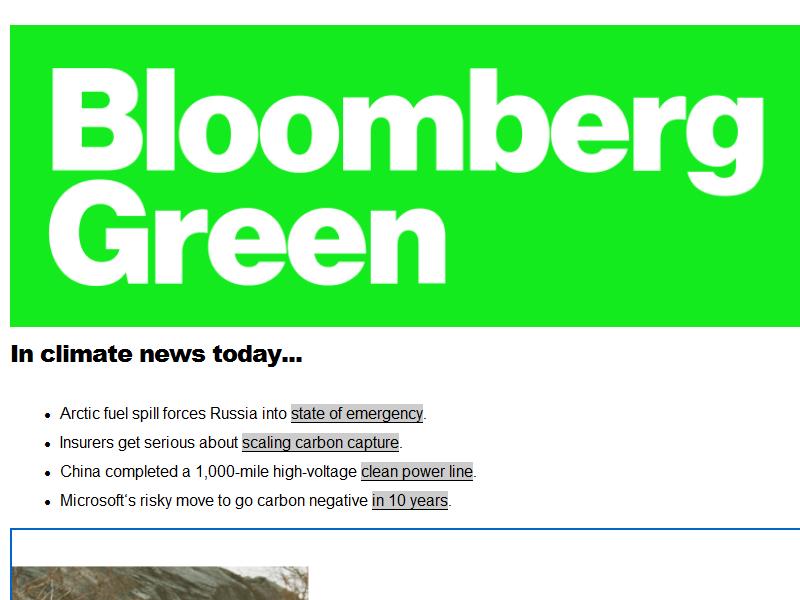 Bloomberg
Green
In climate news today...
• Arctic fuel spill forces Russia into state of emergency.
• Insurers get serious about scaling carbon capture.
• China completed a 1,000-mile high-voltage clean power line.
• Microsoft's risky move to go carbon negative in 10 years.